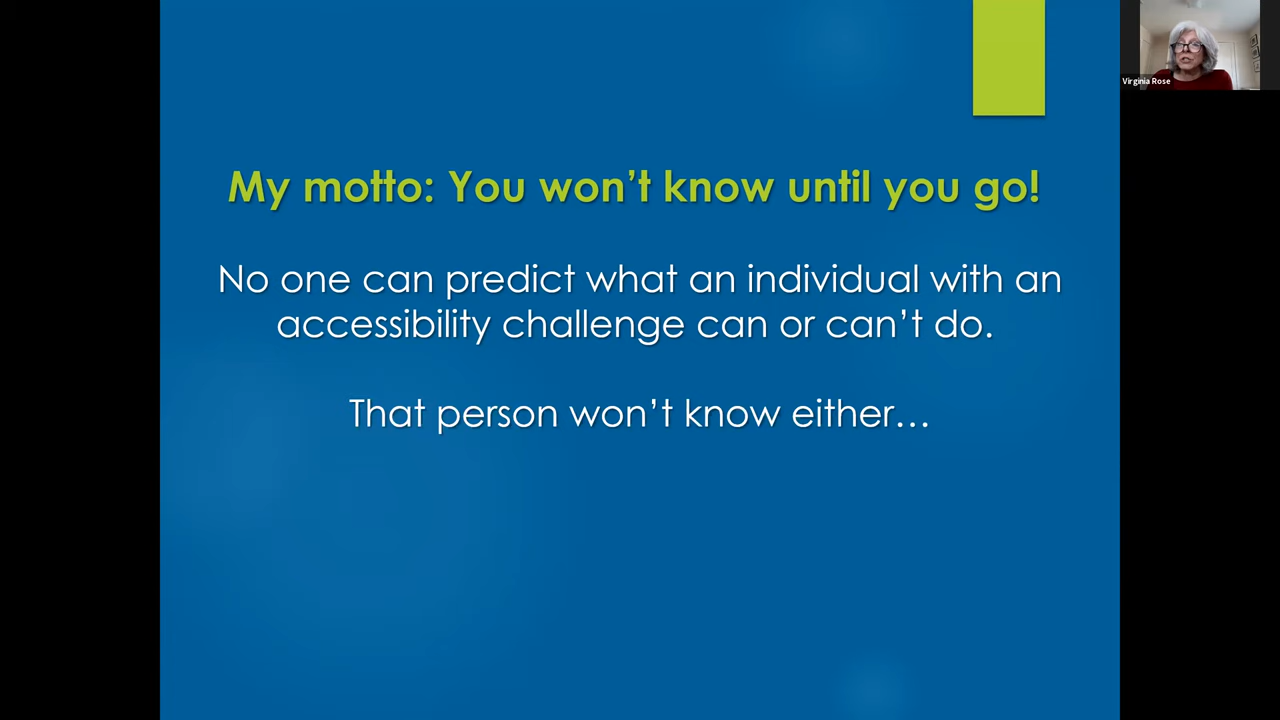 Virginia Rose
My motto: You won’t know until you go!
No one can predict what an individual with an
accessibility challenge can or can’t do.
That person won’t know either…